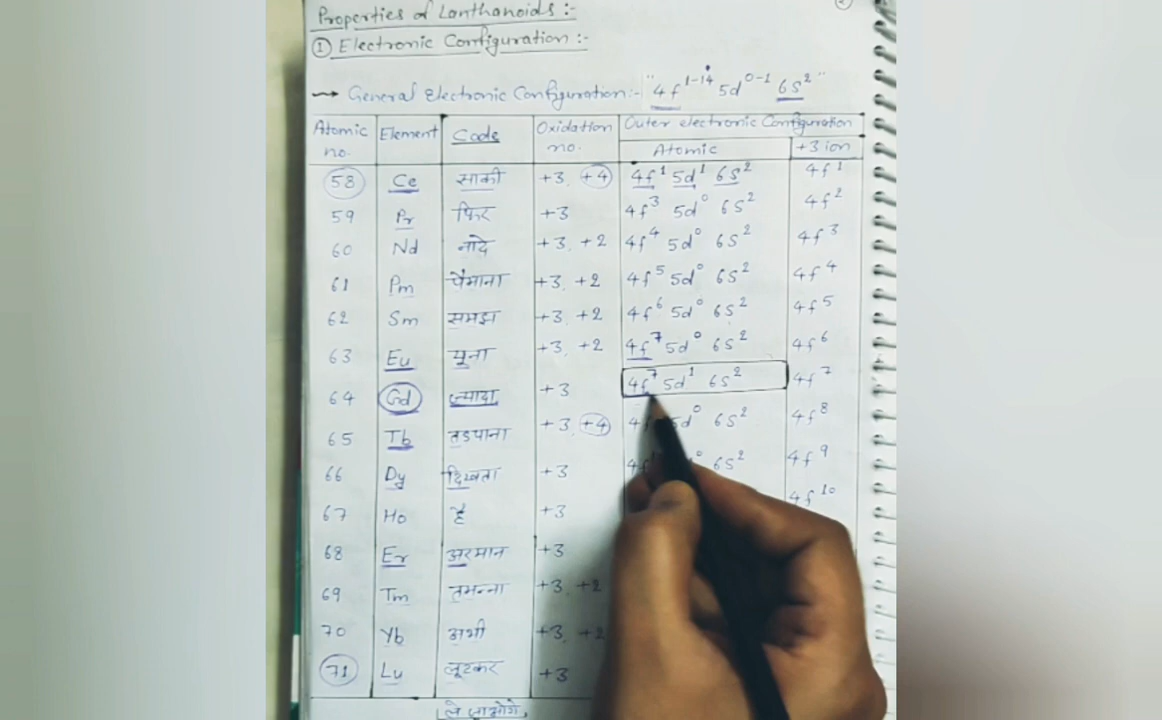 Properties of Lanthanoids :-
① Electronic Configuration :-
→ General Electronic Configuration:- "4f¹⁻¹⁴ 5d⁰⁻¹ 6s²"
Atomic no. Element Code Oxidation no. Outer electronic Configuration
Atomic +3 ion
58 Ce साकी +3, +4 4f¹ 5d¹ 6s² 4f¹
59 Pr फिर +3 4f³ 5d⁰ 6s² 4f²
60 Nd नादे +3, +2 4f⁴ 5d⁰ 6s² 4f³
61 Pm पैमाना +3, +2 4f⁵ 5d⁰ 6s² 4f⁴
62 Sm समझ +3, +2 4f⁶ 5d⁰ 6s² 4f⁵
63 Eu यूना +3, +2 4f⁷ 5d⁰ 6s² 4f⁶
64 Gd ज्यादा +3 4f⁷ 5d¹ 6s² 4f⁷
65 Tb तडपाना +3, +4 5d⁰ 6s² 4f⁸
66 Dy दिखता +3 6s² 4f⁹
67 Ho है +3 4f¹⁰
68 Er अरमान +3
69 Tm तमन्ना +3, +2
70 Yb अभी +3, +2
71 Lu लूटकर +3
ले जाओगे,